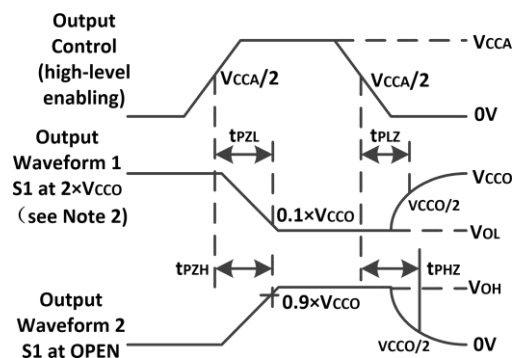 Output
Control
(high-level
enabling)
VCCA
VCCA/2
VCCA/2
0V
tPZL
tPLZ
Output
Waveform 1
S1 at 2×VCCO
（see Note 2）
VCCO
VCCO/2
0.1×VCCO
VOL
tPZH
tPHZ
VOH
0.9×VCCO
Output
Waveform 2
S1 at OPEN
VCCO/2
0V